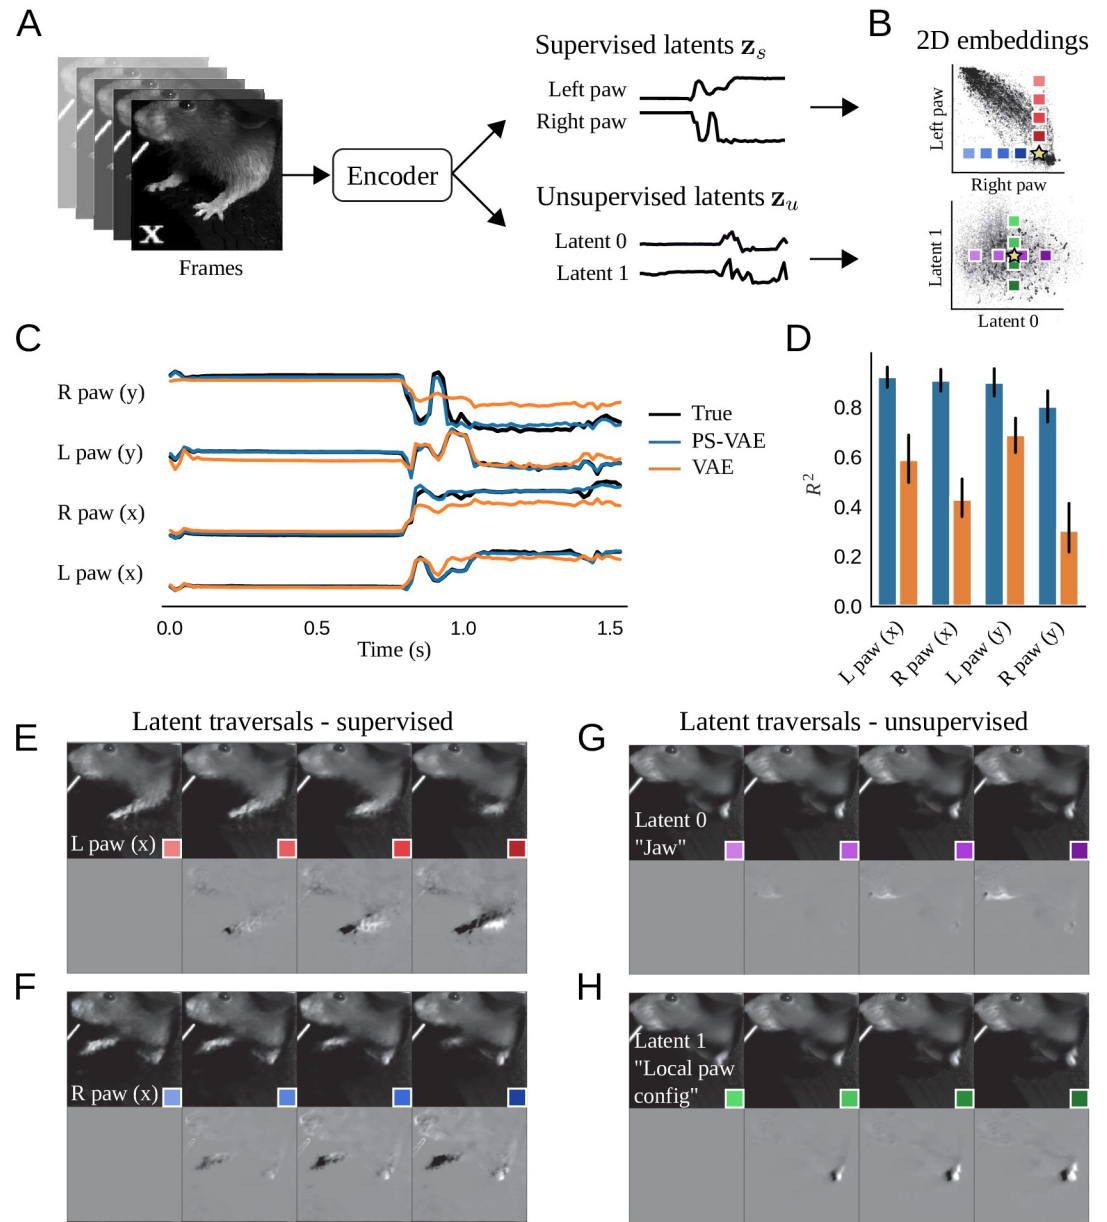 A
Frames
x
Encoder
Supervised latents z_s
Left paw
Right paw
Unsupervised latents z_u
Latent 0
Latent 1
B
2D embeddings
Left paw
Right paw
Latent 1
Latent 0
C
R paw (y)
L paw (y)
R paw (x)
L paw (x)
0.0 0.5 1.0 1.5
Time (s)
True
PS-VAE
VAE
D
R²
0.8
0.6
0.4
0.2
0.0
L paw (x)
R paw (x)
L paw (y)
R paw (y)
Latent traversals - supervised
E
L paw (x)
F
R paw (x)
Latent traversals - unsupervised
G
Latent 0
"Jaw"
H
Latent 1
"Local paw
config"